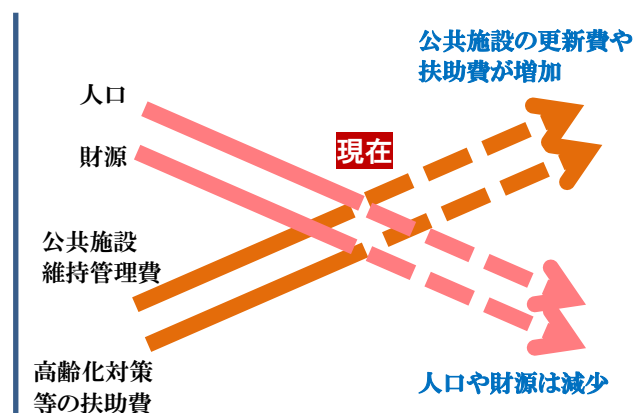 公共施設の更新費や
扶助費が増加
人口
現在
財源
公共施設
維持管理費
高齢化対策
等の扶助費
人口や財源は減少